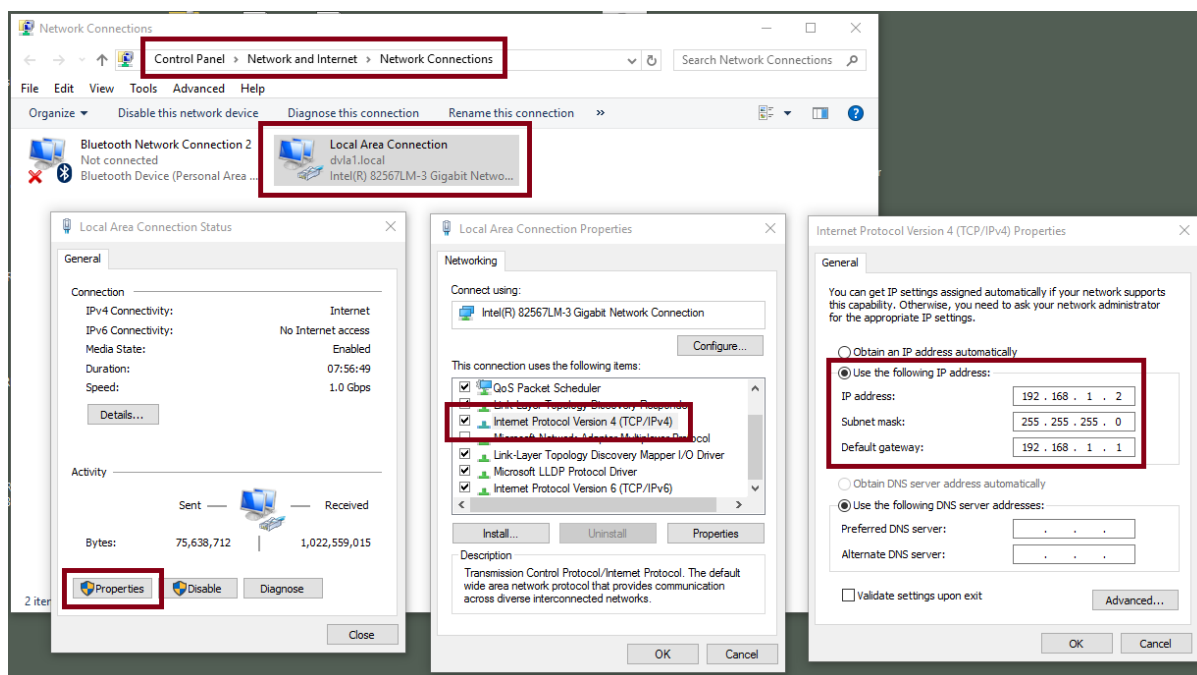 Network Connections
Control Panel > Network and Internet > Network Connections
Search Network Connections
File Edit View Tools Advanced Help
Organize Disable this network device Diagnose this connection Rename this connection »
Bluetooth Network Connection 2
Not connected
Bluetooth Device (Personal Area ...
Local Area Connection
dvla1.local
Intel(R) 82567LM-3 Gigabit Netwo...
2 iter
Local Area Connection Status
General
Connection
IPv4 Connectivity: Internet
IPv6 Connectivity: No Internet access
Media State: Enabled
Duration: 07:56:49
Speed: 1.0 Gbps
Details...
Activity
Sent — — Received
Bytes: 75,638,712 | 1,022,559,015
Properties Disable Diagnose
Close
Local Area Connection Properties
Networking
Connect using:
Intel(R) 82567LM-3 Gigabit Network Connection
Configure...
This connection uses the following items:
QoS Packet Scheduler
Link-Layer Topology Discovery Responder
Internet Protocol Version 4 (TCP/IPv4)
Microsoft Network Adapter Multiplexor Protocol
Link-Layer Topology Discovery Mapper I/O Driver
Microsoft LLDP Protocol Driver
Internet Protocol Version 6 (TCP/IPv6)
Install... Uninstall Properties
Description
Transmission Control Protocol/Internet Protocol. The default
wide area network protocol that provides communication
across diverse interconnected networks.
OK Cancel
Internet Protocol Version 4 (TCP/IPv4) Properties
General
You can get IP settings assigned automatically if your network supports
this capability. Otherwise, you need to ask your network administrator
for the appropriate IP settings.
Obtain an IP address automatically
Use the following IP address:
IP address: 192 . 168 . 1 . 2
Subnet mask: 255 . 255 . 255 . 0
Default gateway: 192 . 168 . 1 . 1
Obtain DNS server address automatically
Use the following DNS server addresses:
Preferred DNS server: . . .
Alternate DNS server: . . .
Validate settings upon exit
Advanced...
OK Cancel